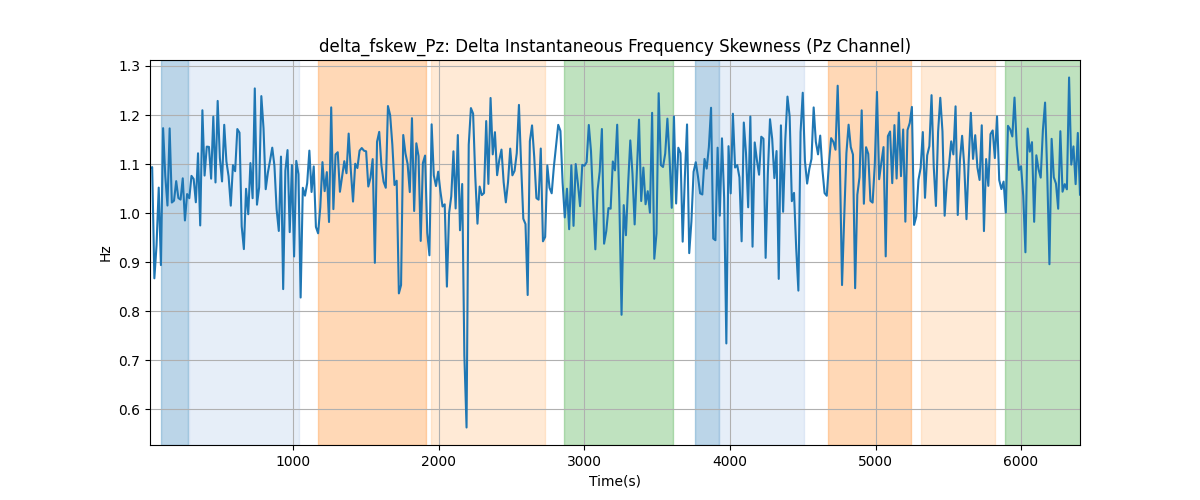 delta_fskew_Pz: Delta Instantaneous Frequency Skewness (Pz Channel)
1.3
1.2
1.1
1.0
0.9
0.8
0.7
0.6
Hz
1000 2000 3000 4000 5000 6000
Time(s)